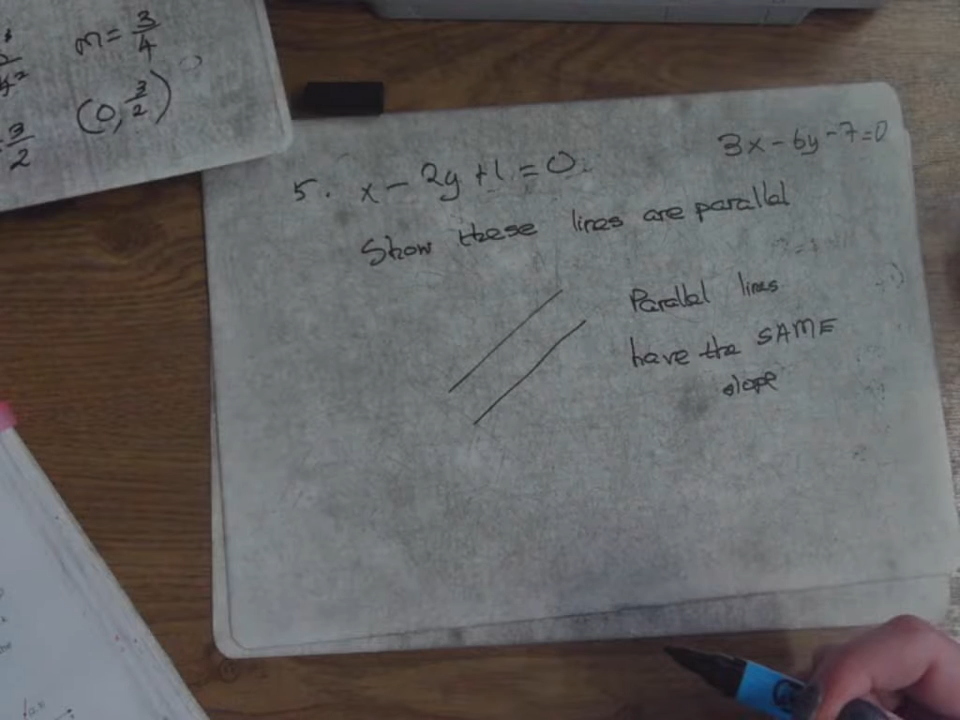 m = 3/4
(0, 3/2)
3/2
5. x - 2y + 1 = 0
3x - 6y - 7 = 0
Show these lines are parallel
Parallel lines
have the SAME
slope